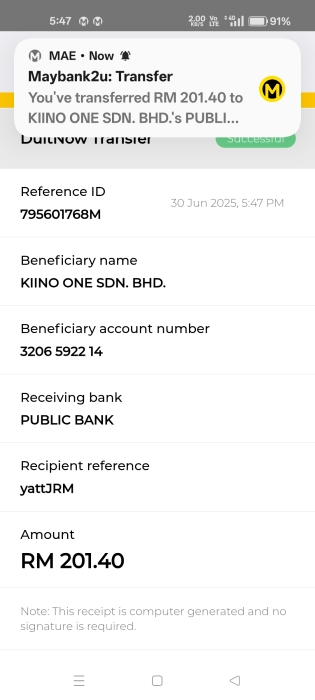 5:47
2.00 KB/S Vo LTE 4G 91%
MAE • Now
Maybank2u: Transfer
You've transferred RM 201.40 to
KIINO ONE SDN. BHD.'s PUBLI...
DuitNow Transfer
Successful
Reference ID
795601768M
30 Jun 2025, 5:47 PM
Beneficiary name
KIINO ONE SDN. BHD.
Beneficiary account number
3206 5922 14
Receiving bank
PUBLIC BANK
Recipient reference
yattJRM
Amount
RM 201.40
Note: This receipt is computer generated and no
signature is required.